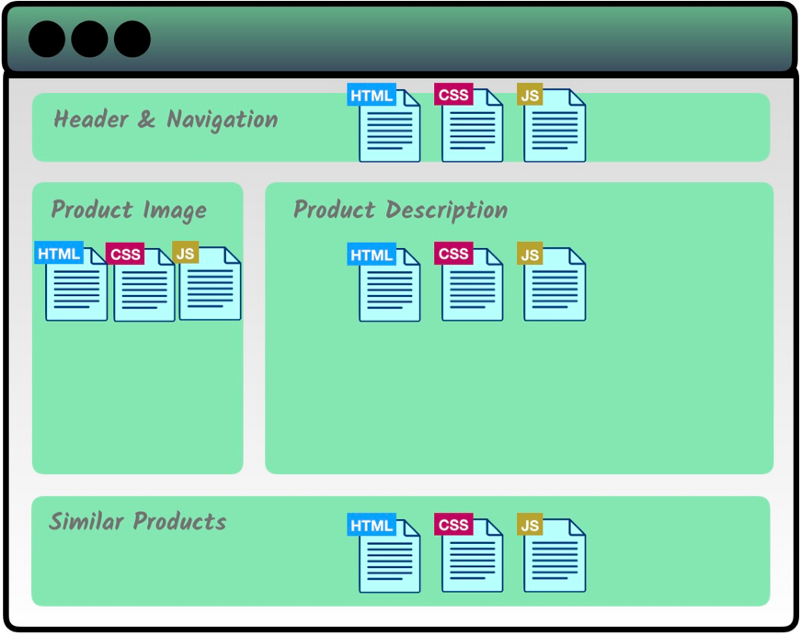 HTML CSS JS
Header & Navigation
Product Image
HTML CSS JS
Product Description
HTML CSS JS
Similar Products
HTML CSS JS